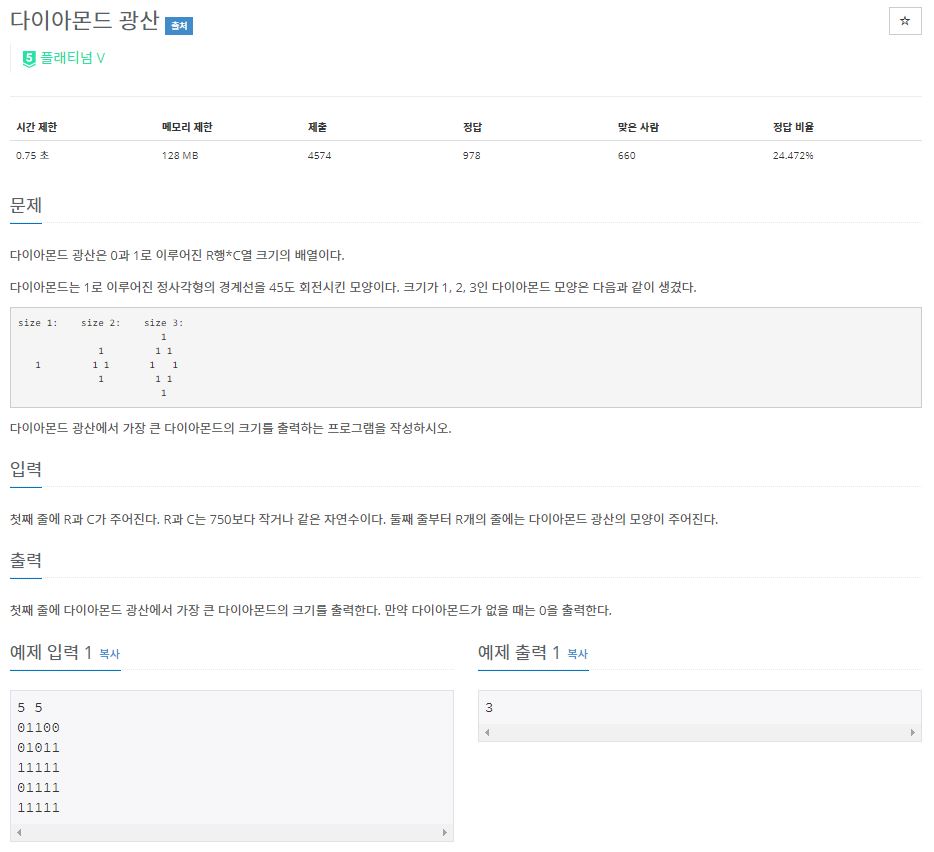 다이아몬드 광산 출처
☆
5 플래티넘 V
시간 제한 메모리 제한 제출 정답 맞은 사람 정답 비율
0.75 초 128 MB 4574 978 660 24.472%
문제
다이아몬드 광산은 0과 1로 이루어진 R행*C열 크기의 배열이다.
다이아몬드는 1로 이루어진 정사각형의 경계선을 45도 회전시킨 모양이다. 크기가 1, 2, 3인 다이아몬드 모양은 다음과 같이 생겼다.
size 1:    size 2:    size 3:
                         1
              1         1 1
   1         1 1       1   1
              1         1 1
                         1
다이아몬드 광산에서 가장 큰 다이아몬드의 크기를 출력하는 프로그램을 작성하시오.
입력
첫째 줄에 R과 C가 주어진다. R과 C는 750보다 작거나 같은 자연수이다. 둘째 줄부터 R개의 줄에는 다이아몬드 광산의 모양이 주어진다.
출력
첫째 줄에 다이아몬드 광산에서 가장 큰 다이아몬드의 크기를 출력한다. 만약 다이아몬드가 없을 때는 0을 출력한다.
예제 입력 1 복사
5 5
01100
01011
11111
01111
11111
예제 출력 1 복사
3